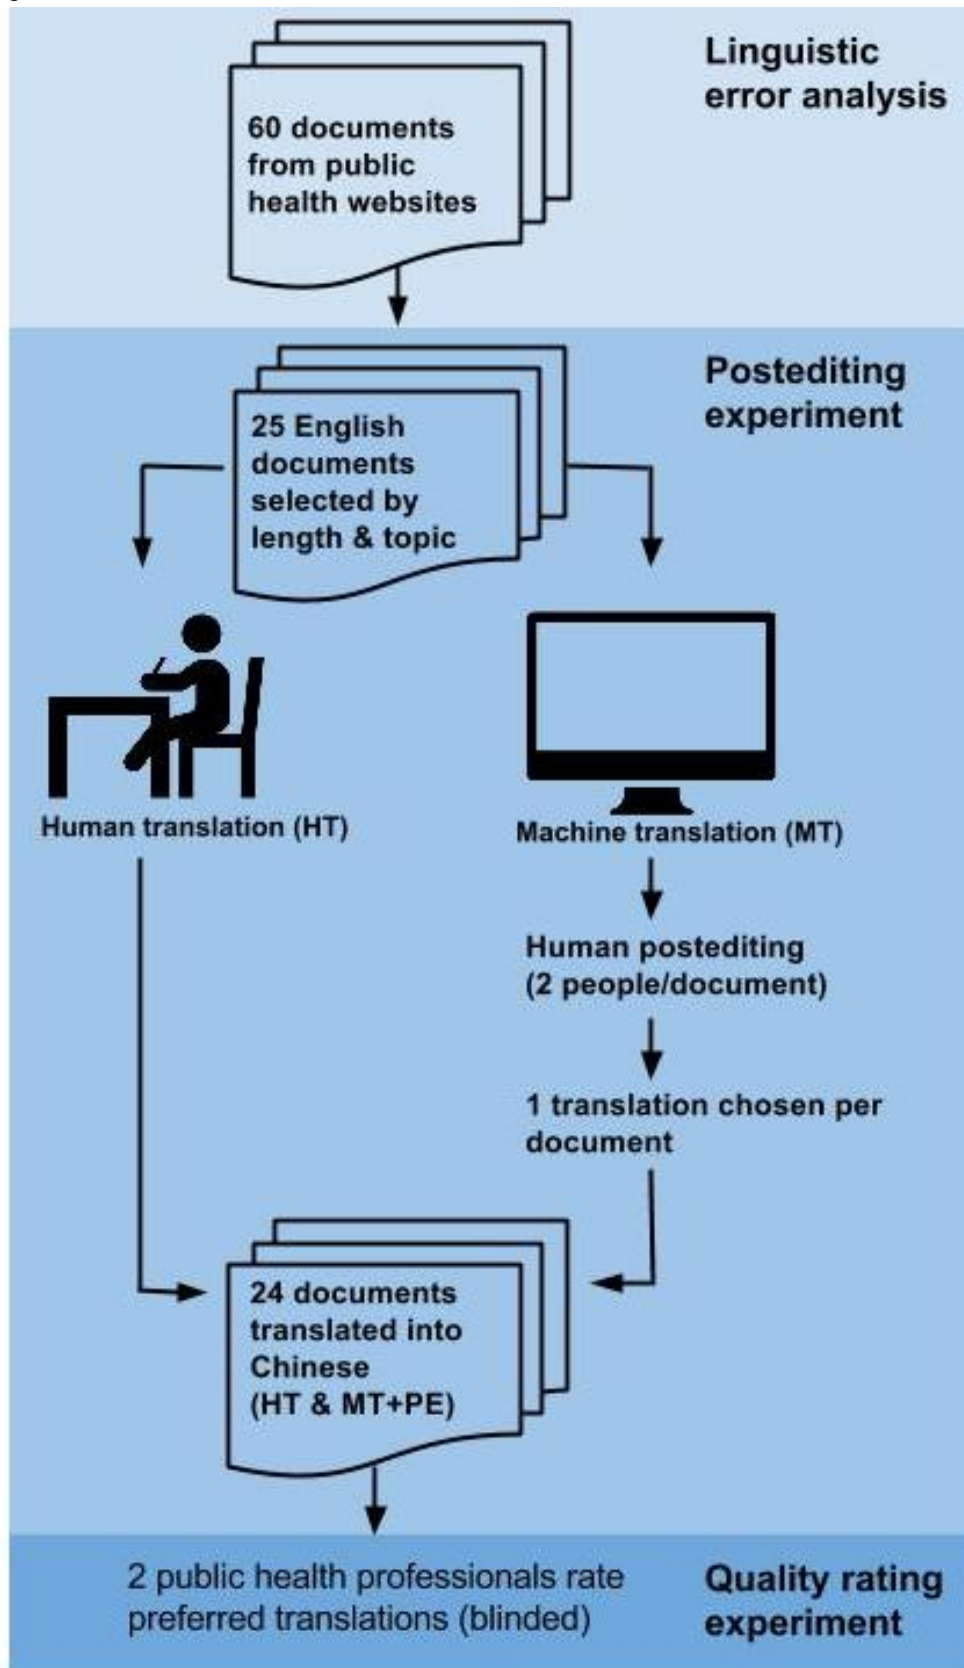 Linguistic
error analysis
60 documents
from public
health websites
Postediting
experiment
25 English
documents
selected by
length & topic
Human translation (HT)
Machine translation (MT)
Human postediting
(2 people/document)
1 translation chosen per
document
24 documents
translated into
Chinese
(HT & MT+PE)
2 public health professionals rate
preferred translations (blinded)
Quality rating
experiment